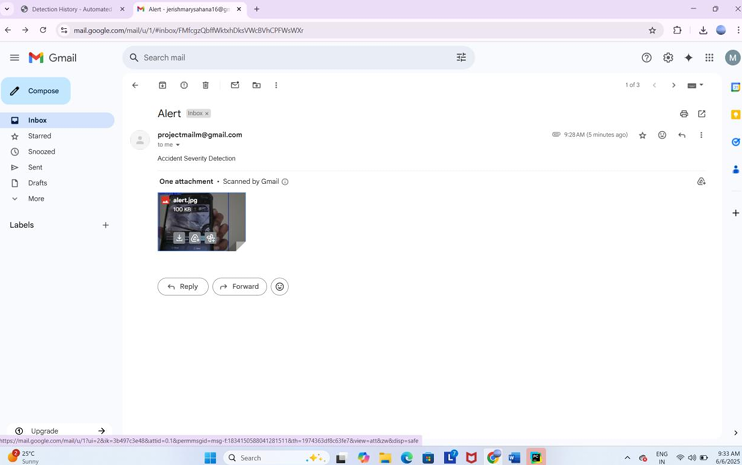 Detection History - Automated
Alert - jerishmarysahana16@gm
mail.google.com/mail/u/1/#inbox/FMfcgzQbffWktxhDksVWcBVhCPFWsWXr
Gmail
Search mail
M
Compose
1 of 3
Inbox
Starred
Snoozed
Sent
Drafts
More
Labels
Alert
Inbox ×
projectmailm@gmail.com
9:28 AM (5 minutes ago)
to me
Accident Severity Detection
One attachment • Scanned by Gmail
alert.jpg
100 KB
Reply
Forward
Upgrade
https://mail.google.com/mail/u/1?ui=2&ik=3b497c3e48&attid=0.1&permmsgid=msg-f:1834150588041281511&th=1974363df8c63fe7&view=att&zw&disp=safe
2
25°C
Sunny
Search
ENG
IN
9:33 AM
6/6/2025